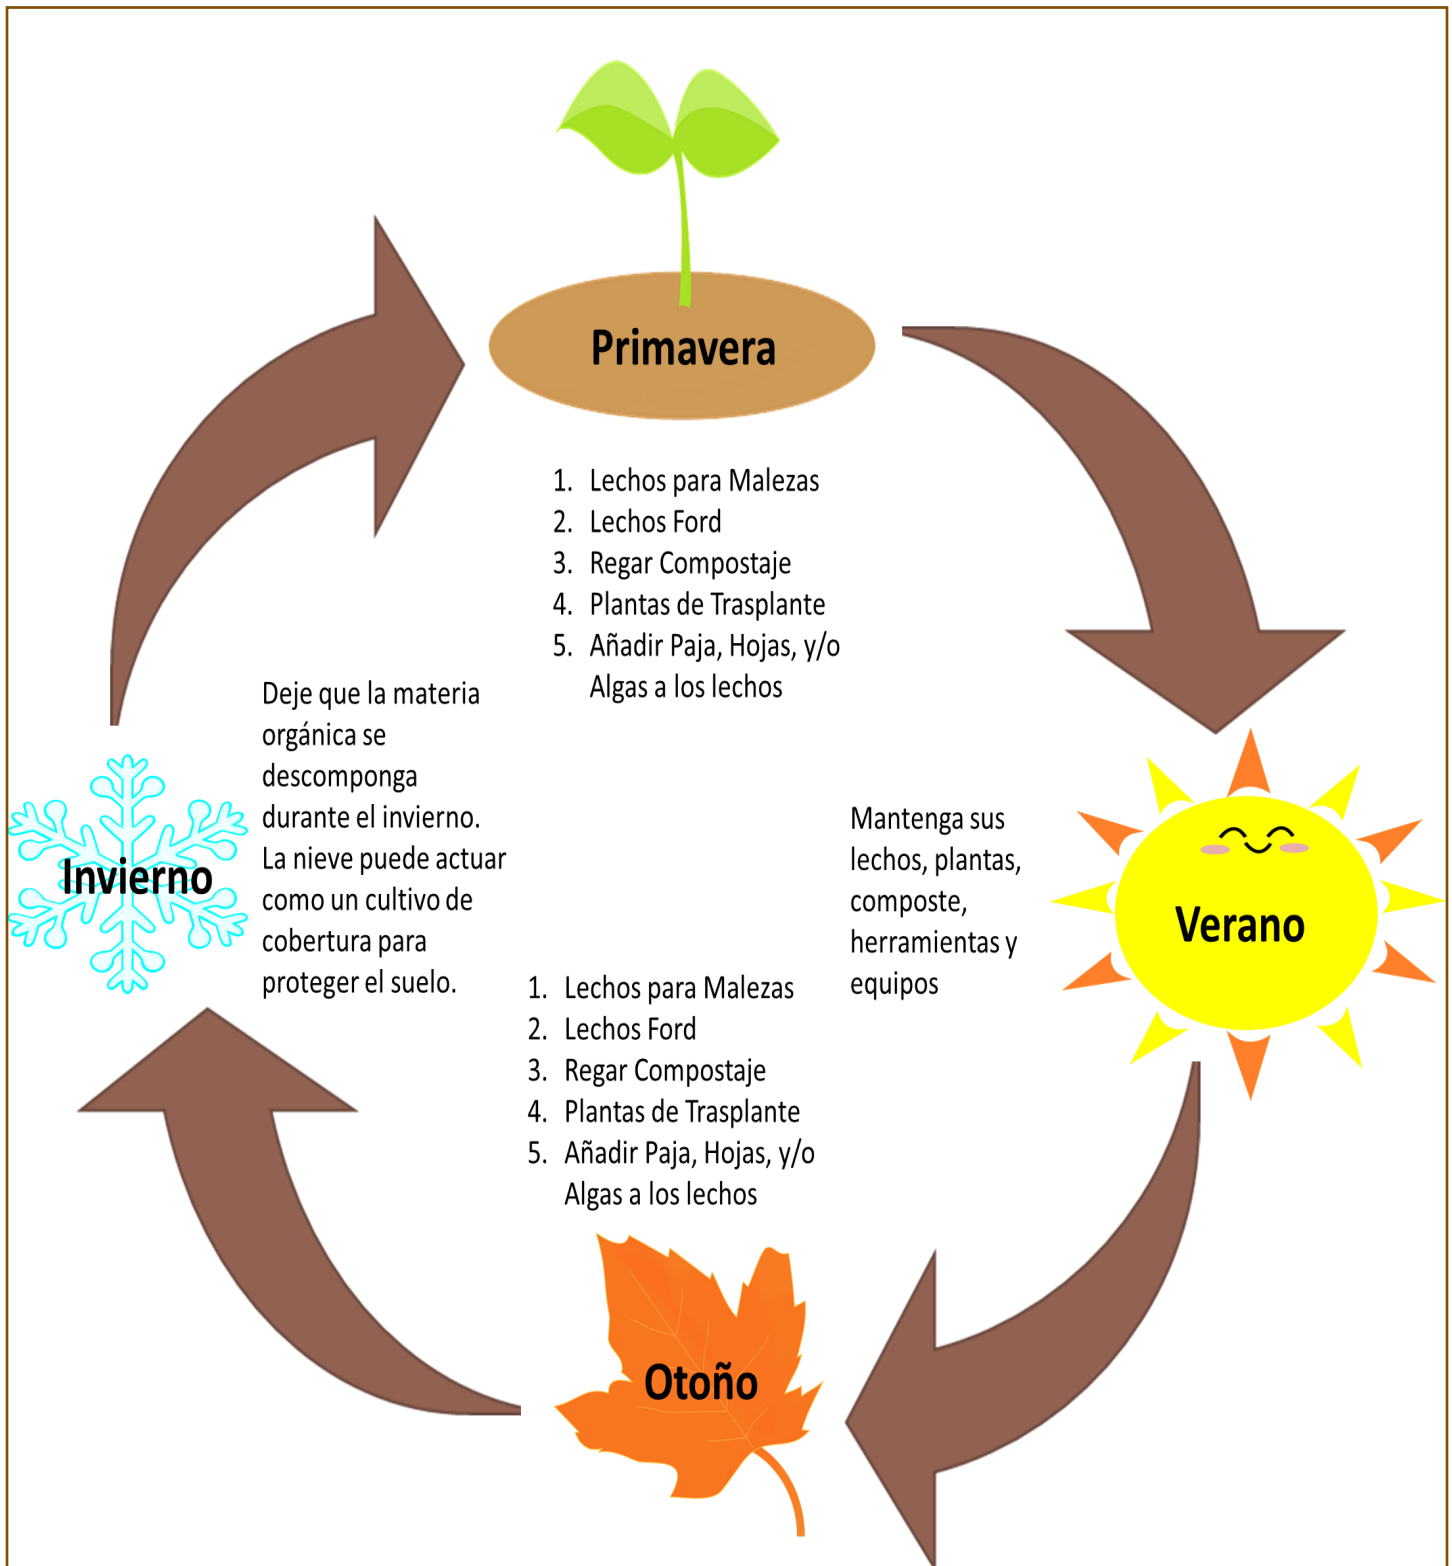 Primavera
1. Lechos para Malezas
2. Lechos Ford
3. Regar Compostaje
4. Plantas de Trasplante
5. Añadir Paja, Hojas, y/o
Algas a los lechos
Verano
Mantenga sus
lechos, plantas,
composte,
herramientas y
equipos
1. Lechos para Malezas
2. Lechos Ford
3. Regar Compostaje
4. Plantas de Trasplante
5. Añadir Paja, Hojas, y/o
Algas a los lechos
Otoño
Invierno
Deje que la materia
orgánica se
descomponga
durante el invierno.
La nieve puede actuar
como un cultivo de
cobertura para
proteger el suelo.